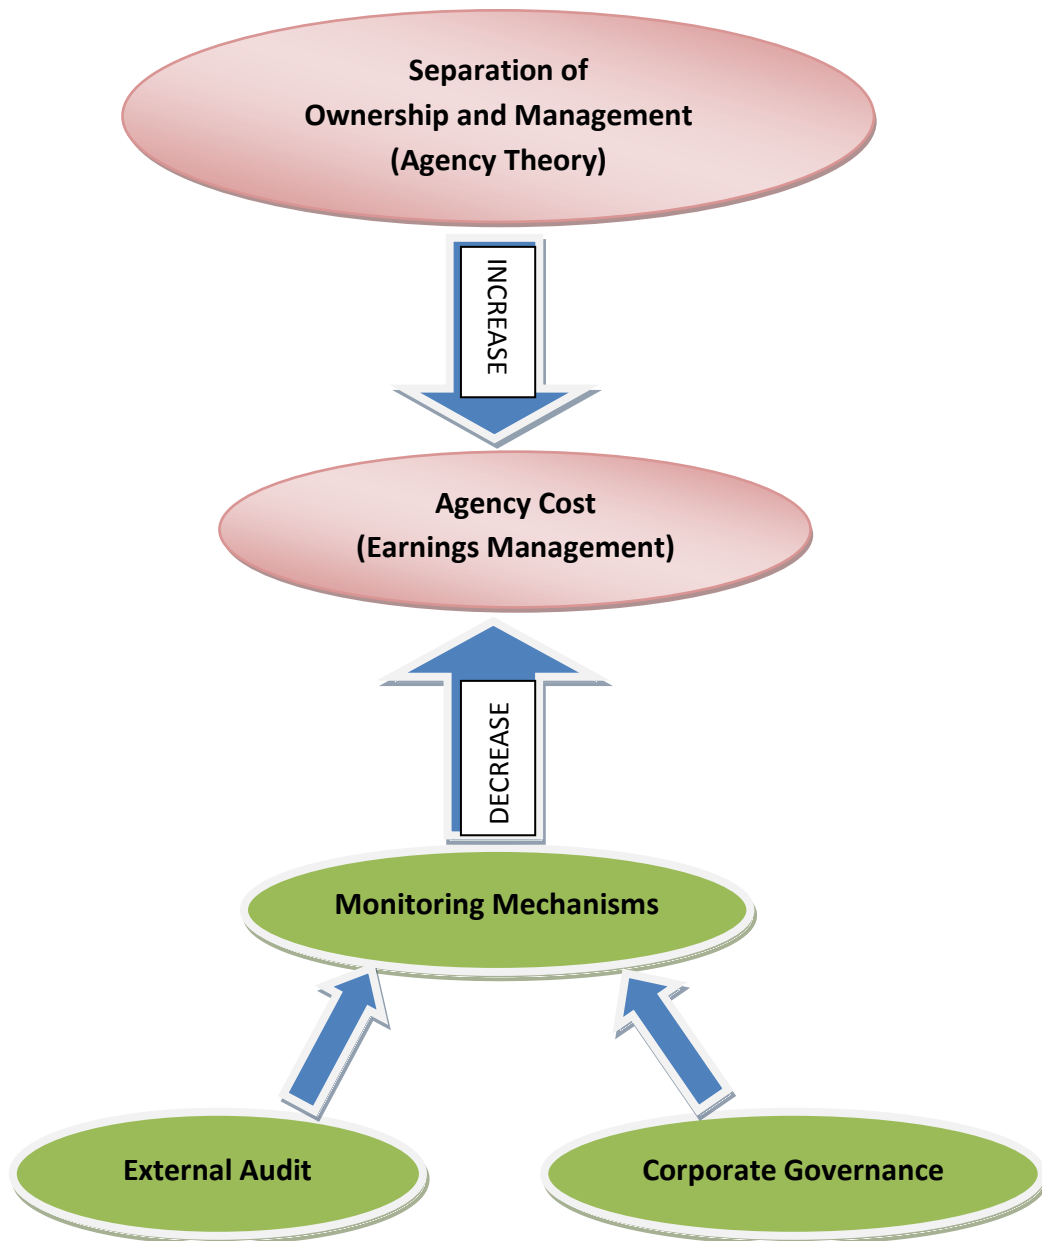 Separation of
Ownership and Management
(Agency Theory)
INCREASE
Agency Cost
(Earnings Management)
DECREASE
Monitoring Mechanisms
External Audit
Corporate Governance